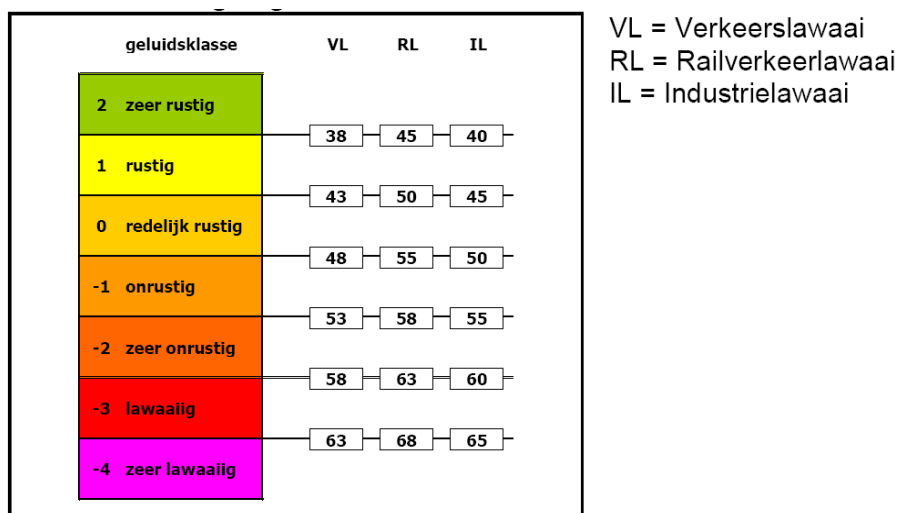 geluidsklasse VL RL IL
2 zeer rustig
38 45 40
1 rustig
43 50 45
0 redelijk rustig
48 55 50
-1 onrustig
53 58 55
-2 zeer onrustig
58 63 60
-3 lawaaiig
63 68 65
-4 zeer lawaaiig
VL = Verkeerslawaai
RL = Railverkeerlawaai
IL = Industrielawaai